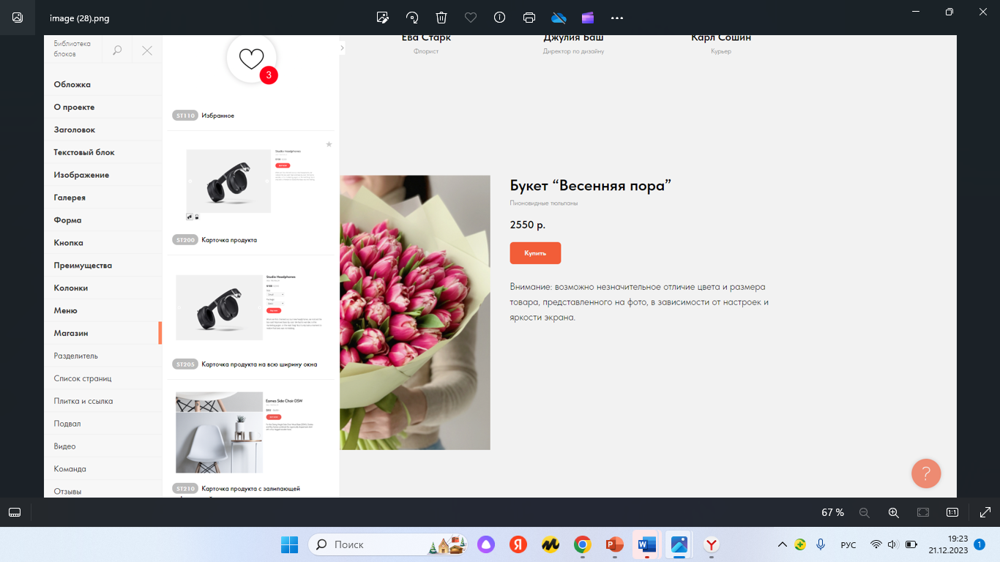 image (28).png
Библиотека
блоков
Обложка
О проекте
Заголовок
Текстовый блок
Изображение
Галерея
Форма
Кнопка
Преимущества
Колонки
Меню
Магазин
Разделитель
Список страниц
Плитка и ссылка
Подвал
Видео
Команда
Отзывы
3
ST110 Избранное
Studio Headphones
ST200 Карточка продукта
Studio Headphones
ST205 Карточка продукта на всю ширину окна
Eames Side Chair DSW
ST210 Карточка продукта с залипающей
Ева Старк
Флорист
Джулия Баш
Директор по дизайну
Карл Сошин
Курьер
Букет “Весенняя пора”
Пионовидные тюльпаны
2550 р.
Купить
Внимание: возможно незначительное отличие цвета и размера
товара, представленного на фото, в зависимости от настроек и
яркости экрана.
?
67 %
1:1
Поиск
Я
P
W
Y
РУС
19:23
21.12.2023
1